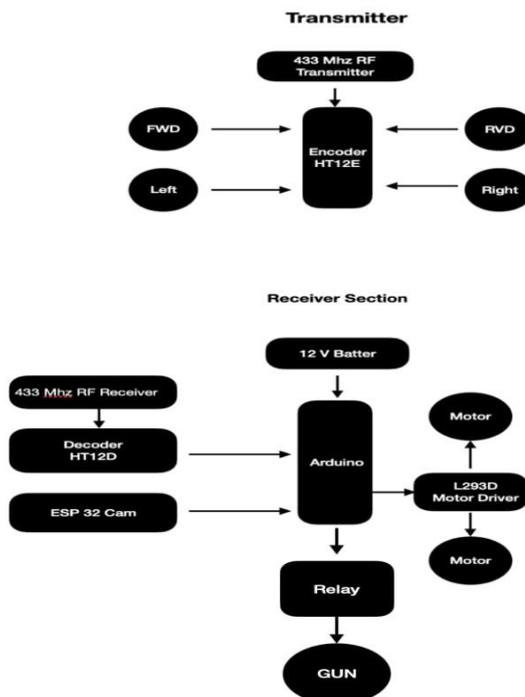 Transmitter
433 Mhz RF
Transmitter
FWD
RVD
Encoder
HT12E
Left
Right
Receiver Section
12 V Batter
433 Mhz RF Receiver
Motor
Decoder
HT12D
Arduino
L293D
Motor Driver
ESP 32 Cam
Motor
Relay
GUN